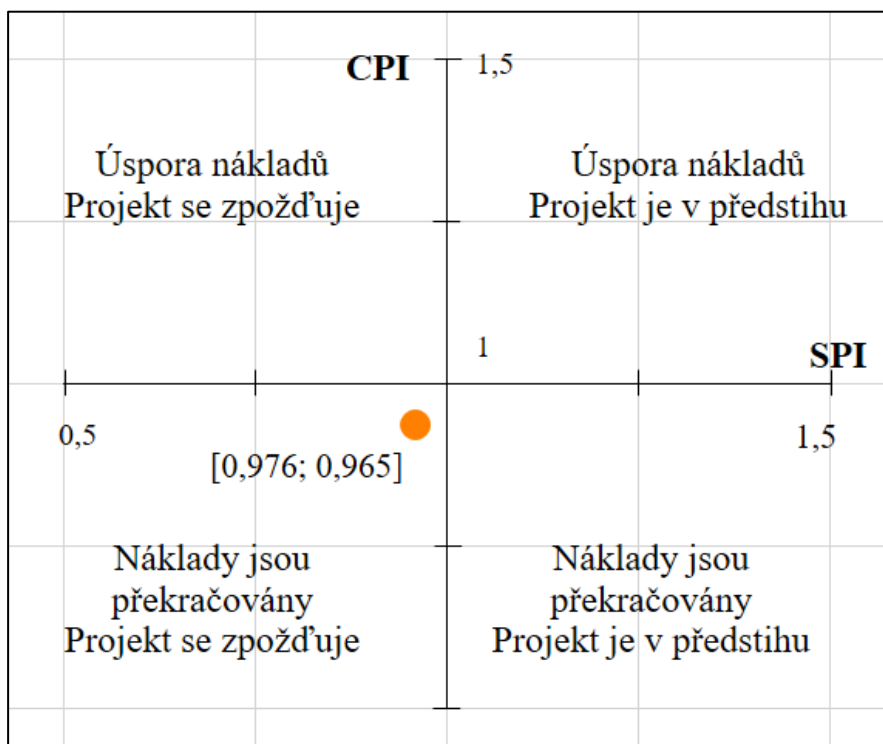 CPI
1,5
Úspora nákladů
Projekt se zpožďuje
Úspora nákladů
Projekt je v předstihu
1
SPI
0,5
1,5
[0,976; 0,965]
Náklady jsou
překračovány
Projekt se zpožďuje
Náklady jsou
překračovány
Projekt je v předstihu